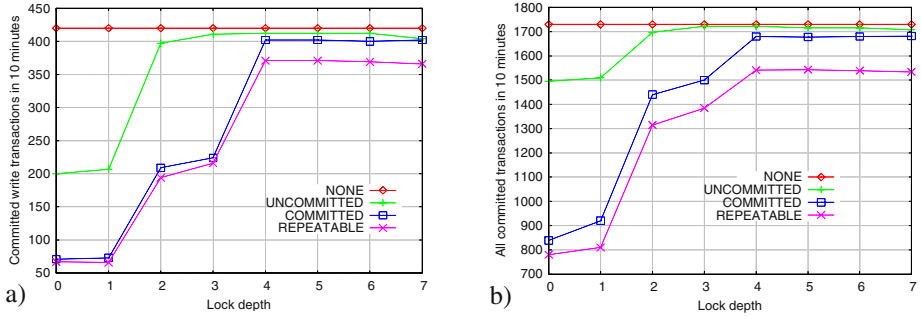 Committed write transactions in 10 minutes
450
400
350
300
250
200
150
100
50
0 1 2 3 4 5 6 7
Lock depth
NONE
UNCOMMITTED
COMMITTED
REPEATABLE
a)
All committed transactions in 10 minutes
1800
1700
1600
1500
1400
1300
1200
1100
1000
900
800
700
0 1 2 3 4 5 6 7
Lock depth
NONE
UNCOMMITTED
COMMITTED
REPEATABLE
b)